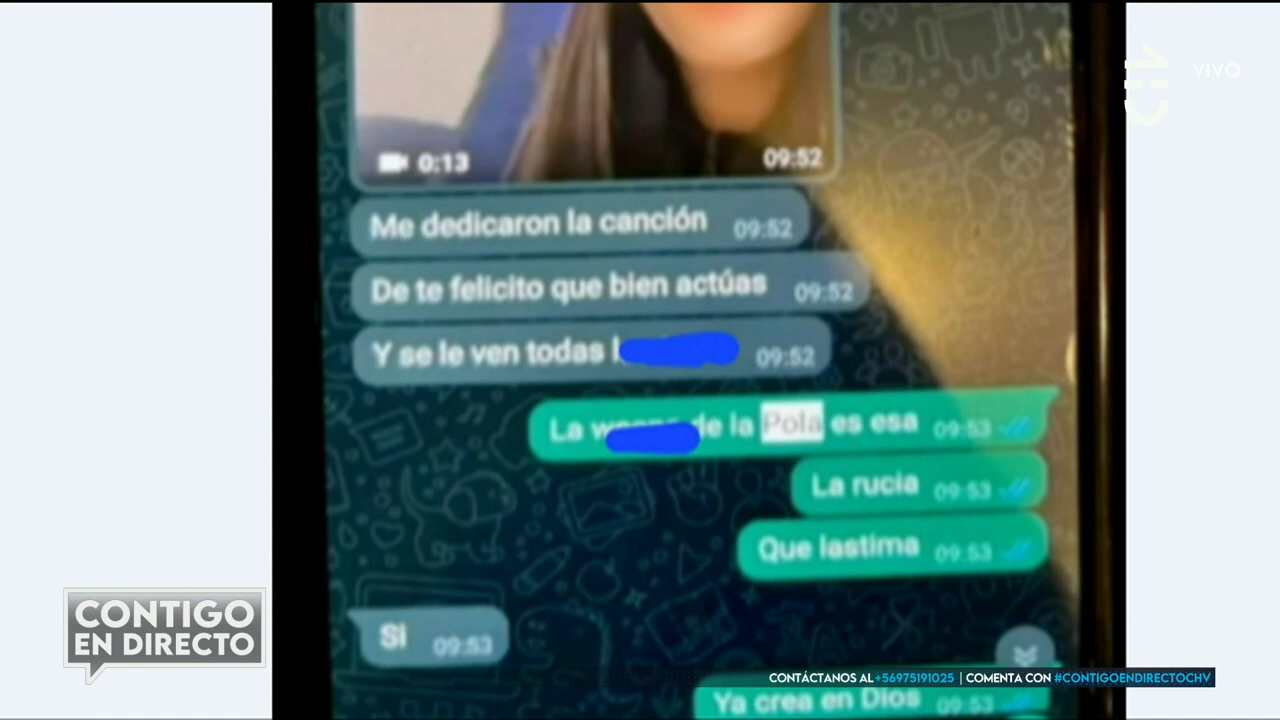 VIVO
0:13 09:52
Me dedicaron la canción 09:52
De te felicito que bien actúas 09:52
Y se le ven todas 09:52
La de la Pola es esa 09:53
La rucia 09:53
Que lastima 09:53
Si 09:53
Ya crea en Dios 09:53
CONTIGO
EN DIRECTO
CONTÁCTANOS AL +56975191025 | COMENTA CON #CONTIGOENDIRECTOCHV